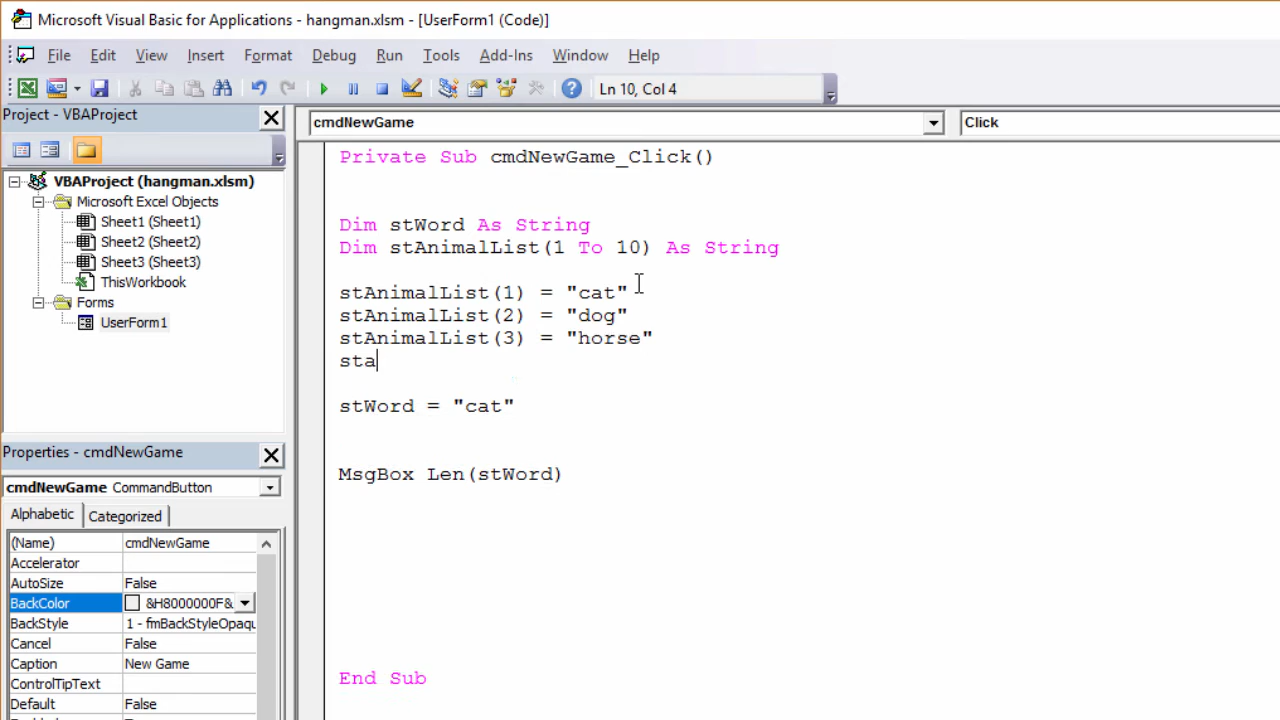 Microsoft Visual Basic for Applications - hangman.xlsm - [UserForm1 (Code)]
File Edit View Insert Format Debug Run Tools Add-Ins Window Help
Ln 10, Col 4
Project - VBAProject
VBAProject (hangman.xlsm)
Microsoft Excel Objects
Sheet1 (Sheet1)
Sheet2 (Sheet2)
Sheet3 (Sheet3)
ThisWorkbook
Forms
UserForm1
Properties - cmdNewGame
cmdNewGame CommandButton
Alphabetic Categorized
(Name) cmdNewGame
Accelerator
AutoSize False
BackColor &H8000000F&
BackStyle 1 - fmBackStyleOpaqu
Cancel False
Caption New Game
ControlTipText
Default False
cmdNewGame Click
Private Sub cmdNewGame_Click()
Dim stWord As String
Dim stAnimalList(1 To 10) As String
stAnimalList(1) = "cat"
stAnimalList(2) = "dog"
stAnimalList(3) = "horse"
sta
stWord = "cat"
MsgBox Len(stWord)
End Sub